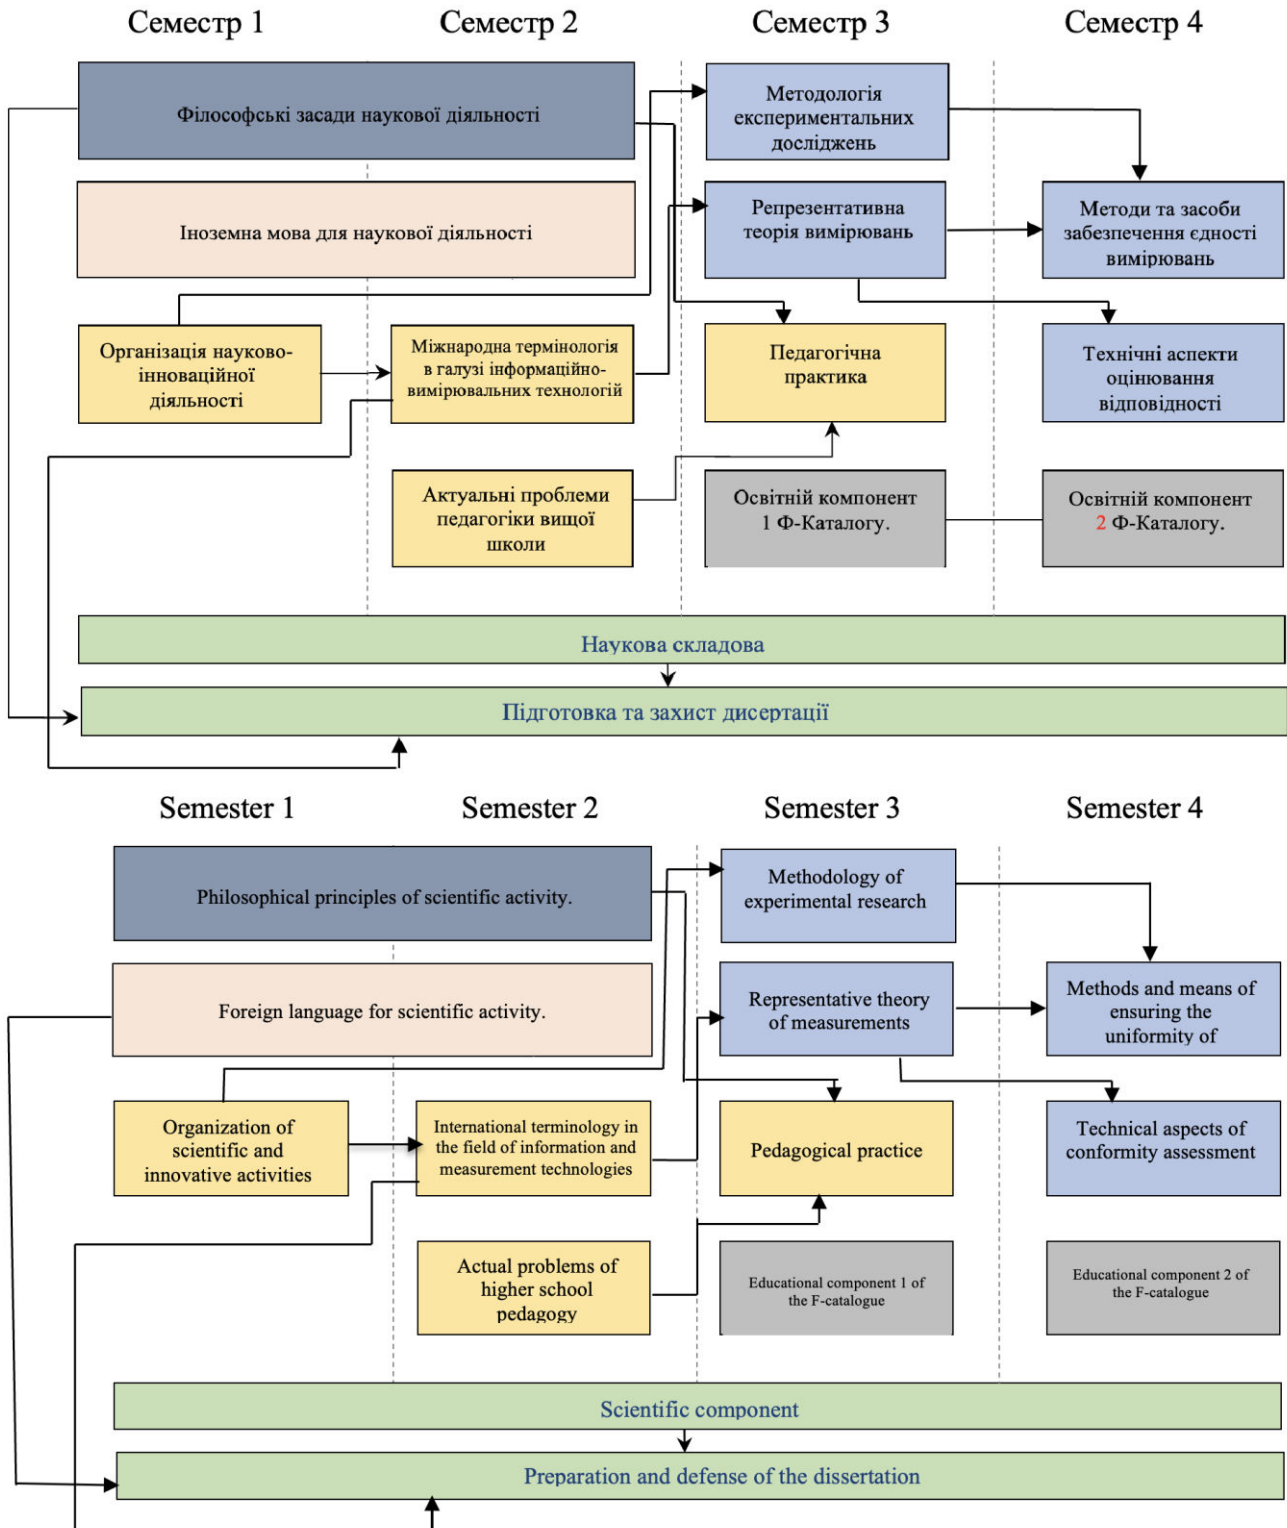 Семестр 1
Семестр 2
Семестр 3
Семестр 4
Філософські засади наукової діяльності
Методологія
експериментальних
досліджень
Іноземна мова для наукової діяльності
Репрезентативна
теорія вимірювань
Методи та засоби
забезпечення єдності
вимірювань
Організація науково-
інноваційної
діяльності
Міжнародна термінологія
в галузі інформаційно-
вимірювальних технологій
Педагогічна
практика
Технічні аспекти
оцінювання
відповідності
Актуальні проблеми
педагогіки вищої
школи
Освітній компонент
1 Ф-Каталогу.
Освітній компонент
2 Ф-Каталогу.
Наукова складова
Підготовка та захист дисертації
Semester 1
Semester 2
Semester 3
Semester 4
Philosophical principles of scientific activity.
Methodology of
experimental research
Foreign language for scientific activity.
Representative theory
of measurements
Methods and means of
ensuring the
uniformity of
Organization of
scientific and
innovative activities
International terminology in
the field of information and
measurement technologies
Pedagogical practice
Technical aspects of
conformity assessment
Actual problems of
higher school
pedagogy
Educational component 1 of
the F-catalogue
Educational component 2 of
the F-catalogue
Scientific component
Preparation and defense of the dissertation